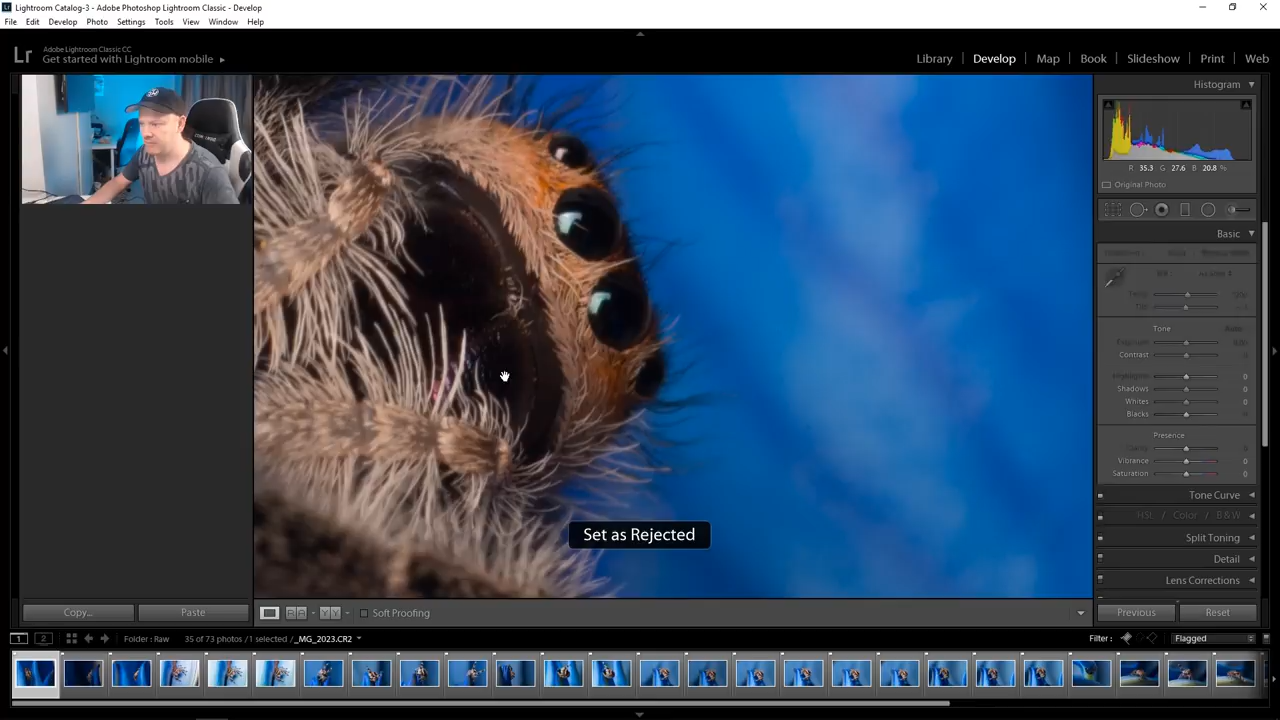 Lr Lightroom Catalog-3 - Adobe Photoshop Lightroom Classic - Develop
File Edit Develop Photo Settings Tools View Window Help
Lr
Adobe Lightroom Classic CC
Get started with Lightroom mobile ▸
Library | Develop | Map | Book | Slideshow | Print | Web
Histogram
R 35.3 G 27.6 B 20.8 %
Original Photo
Basic
Tone
Contrast
Highlights 0
Shadows 0
Whites 0
Blacks 0
Presence
Vibrance 0
Saturation 0
Set as Rejected
Tone Curve
HSL / Color / B&W
Split Toning
Detail
Lens Corrections
Copy... Paste
Soft Proofing
Previous Reset
1 2
Folder : Raw 35 of 73 photos / 1 selected / _MG_2023.CR2
Filter : Flagged